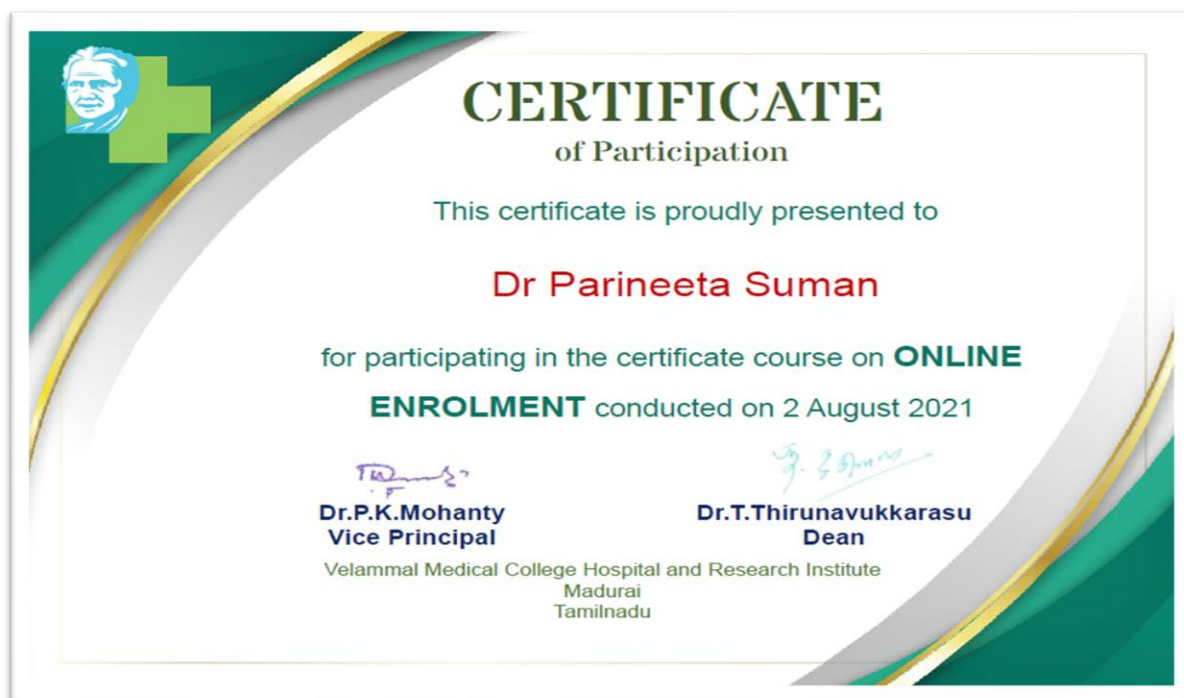 CERTIFICATE
of Participation
This certificate is proudly presented to
Dr Parineeta Suman
for participating in the certificate course on ONLINE
ENROLMENT conducted on 2 August 2021
Dr.P.K.Mohanty
Vice Principal
Dr.T.Thirunavukkarasu
Dean
Velammal Medical College Hospital and Research Institute
Madurai
Tamilnadu